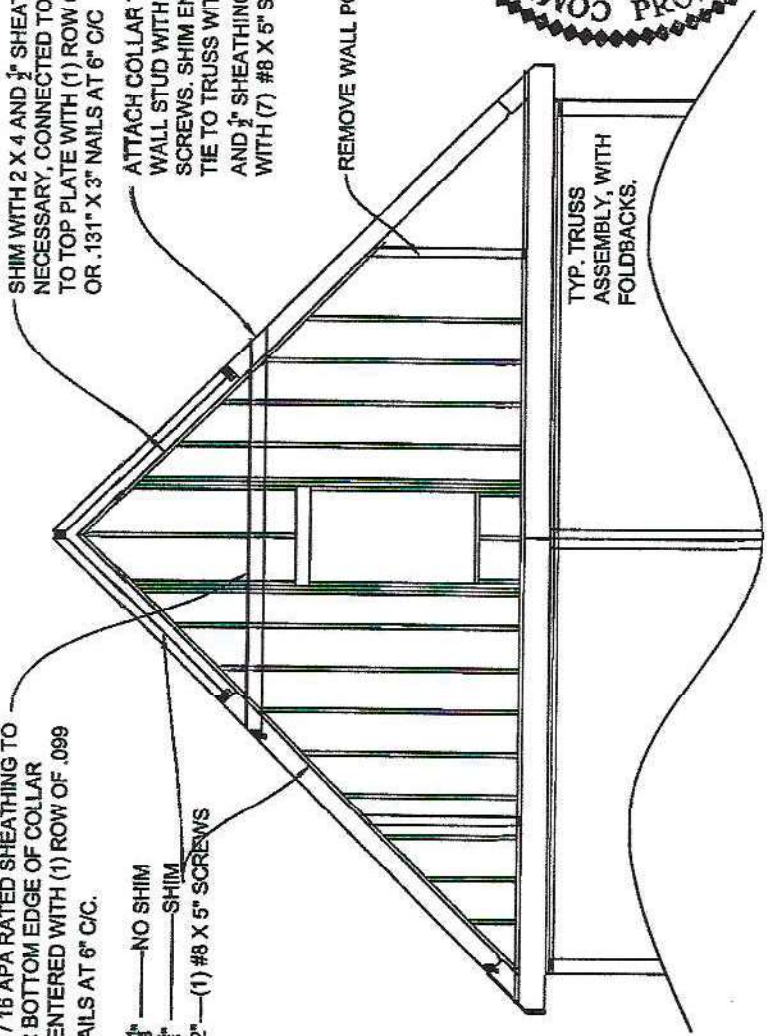 7/16 APA RATED SHEATHING TO
BOTTOM EDGE OF COLLAR
ENTERED WITH (1) ROW OF .099
AILS AT 6" C/C.
NO SHIM
SHIM
2" (1) #8 X 5" SCREWS
SHIM WITH 2 X 4 AND ½" SHEAT
NECESSARY, CONNECTED TO
TO TOP PLATE WITH (1) ROW
OR .131" X 3" NAILS AT 6" C/C
ATTACH COLLAR
WALL STUD WITH
SCREWS. SHIM EN
TIE TO TRUSS WIT
AND ½" SHEATHING
WITH (7) #8 X 5" S
REMOVE WALL PO
TYP. TRUSS
ASSEMBLY, WITH
FOLDBACKS.